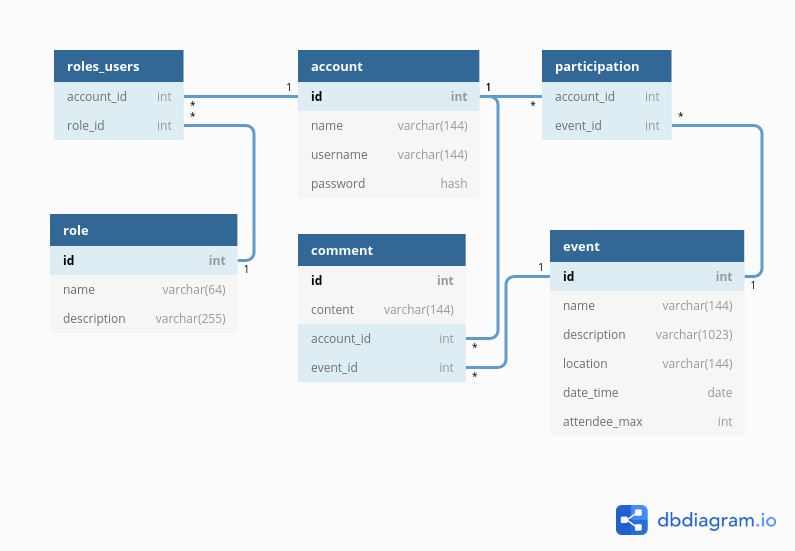 roles_users
account_id int
role_id int
*
*
1
account
id int
name varchar(144)
username varchar(144)
password hash
1
*
participation
account_id int
event_id int
*
role
id int
name varchar(64)
description varchar(255)
1
comment
id int
content varchar(144)
account_id int
event_id int
*
*
1
event
id int
name varchar(144)
description varchar(1023)
location varchar(144)
date_time date
attendee_max int
1
dbdiagram.io